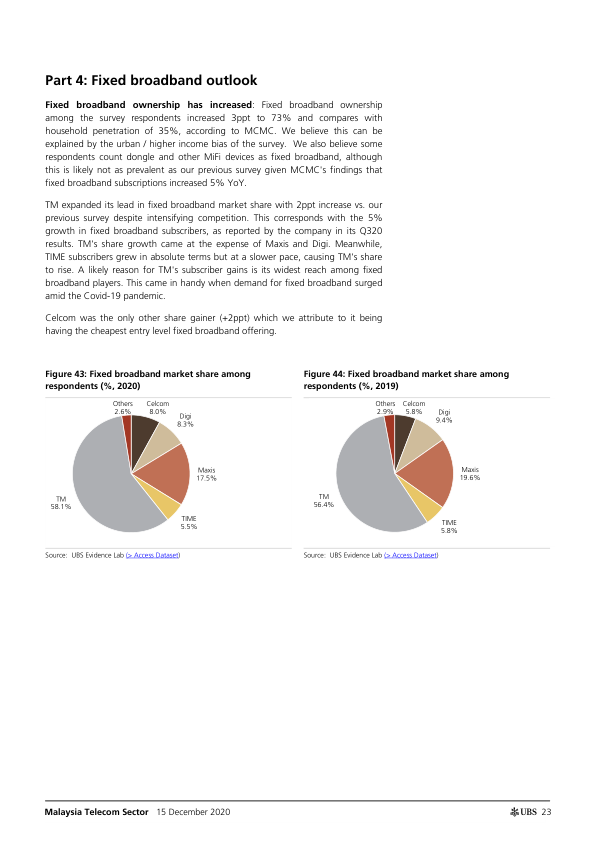 Part 4: Fixed broadband outlook
Fixed broadband ownership has increased: Fixed broadband ownership
among the survey respondents increased 3ppt to 73% and compares with
household penetration of 35%, according to MCMC. We believe this can be
explained by the urban / higher income bias of the survey. We also believe some
respondents count dongle and other MiFi devices as fixed broadband, although
this is likely not as prevalent as our previous survey given MCMC's findings that
fixed broadband subscriptions increased 5% YoY.
TM expanded its lead in fixed broadband market share with 2ppt increase vs. our
previous survey despite intensifying competition. This corresponds with the 5%
growth in fixed broadband subscribers, as reported by the company in its Q320
results. TM's share growth came at the expense of Maxis and Digi. Meanwhile,
TIME subscribers grew in absolute terms but at a slower pace, causing TM's share
to rise. A likely reason for TM's subscriber gains is its widest reach among fixed
broadband players. This came in handy when demand for fixed broadband surged
amid the Covid-19 pandemic.
Celcom was the only other share gainer (+2ppt) which we attribute to it being
having the cheapest entry level fixed broadband offering.
Figure 43: Fixed broadband market share among
respondents (%, 2020)
Others
2.6%
Celcom
8.0%
Digi
8.3%
Maxis
17.5%
TIME
5.5%
TM
58.1%
Source: UBS Evidence Lab (> Access Dataset)
Figure 44: Fixed broadband market share among
respondents (%, 2019)
Others
2.9%
Celcom
5.8%
Digi
9.4%
Maxis
19.6%
TIME
5.8%
TM
56.4%
Source: UBS Evidence Lab (> Access Dataset)
Malaysia Telecom Sector 15 December 2020
UBS 23